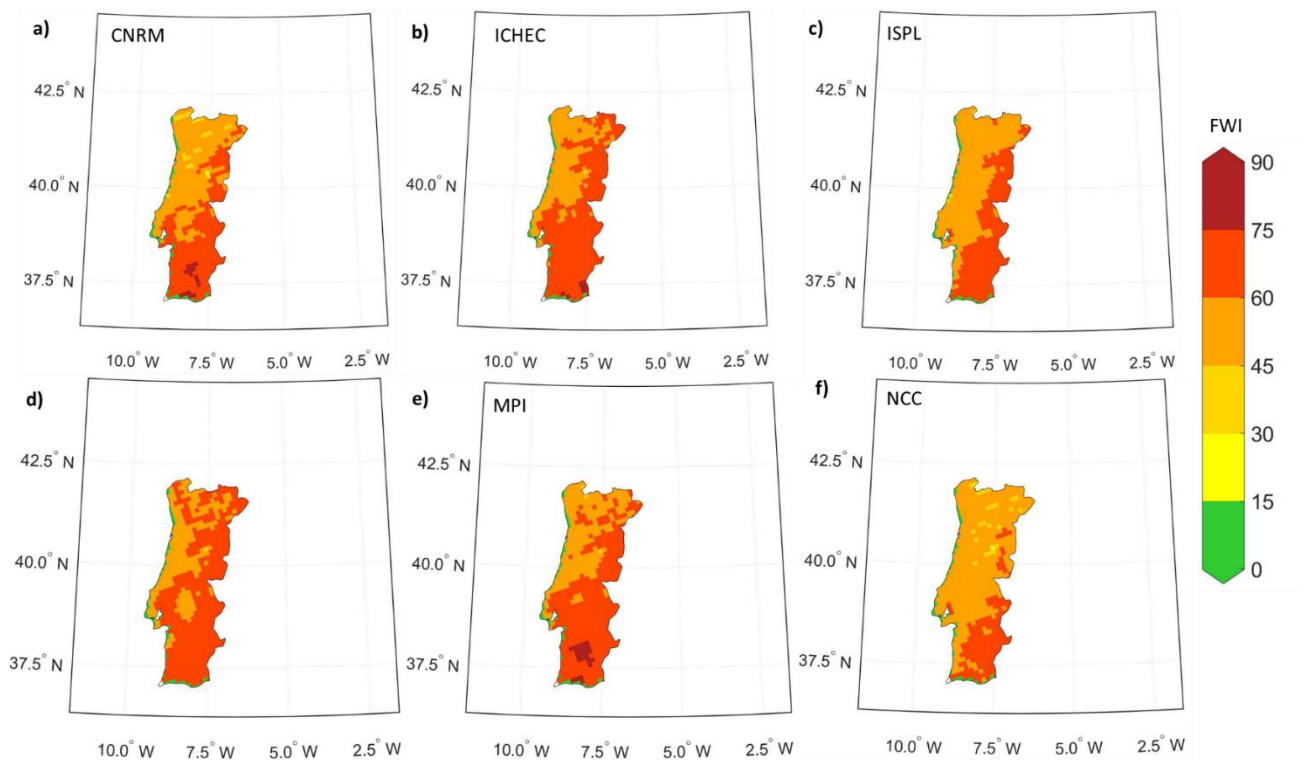 a) CNRM
b) ICHEC
c) ISPL
42.5° N
40.0° N
37.5° N
10.0° W 7.5° W 5.0° W 2.5° W
42.5° N
40.0° N
37.5° N
10.0° W 7.5° W 5.0° W 2.5° W
42.5° N
40.0° N
37.5° N
10.0° W 7.5° W 5.0° W 2.5° W
FWI
90
75
60
45
30
15
0
d)
e) MPI
f) NCC
42.5° N
40.0° N
37.5° N
10.0° W 7.5° W 5.0° W 2.5° W
42.5° N
40.0° N
37.5° N
10.0° W 7.5° W 5.0° W 2.5° W
42.5° N
40.0° N
37.5° N
10.0° W 7.5° W 5.0° W 2.5° W